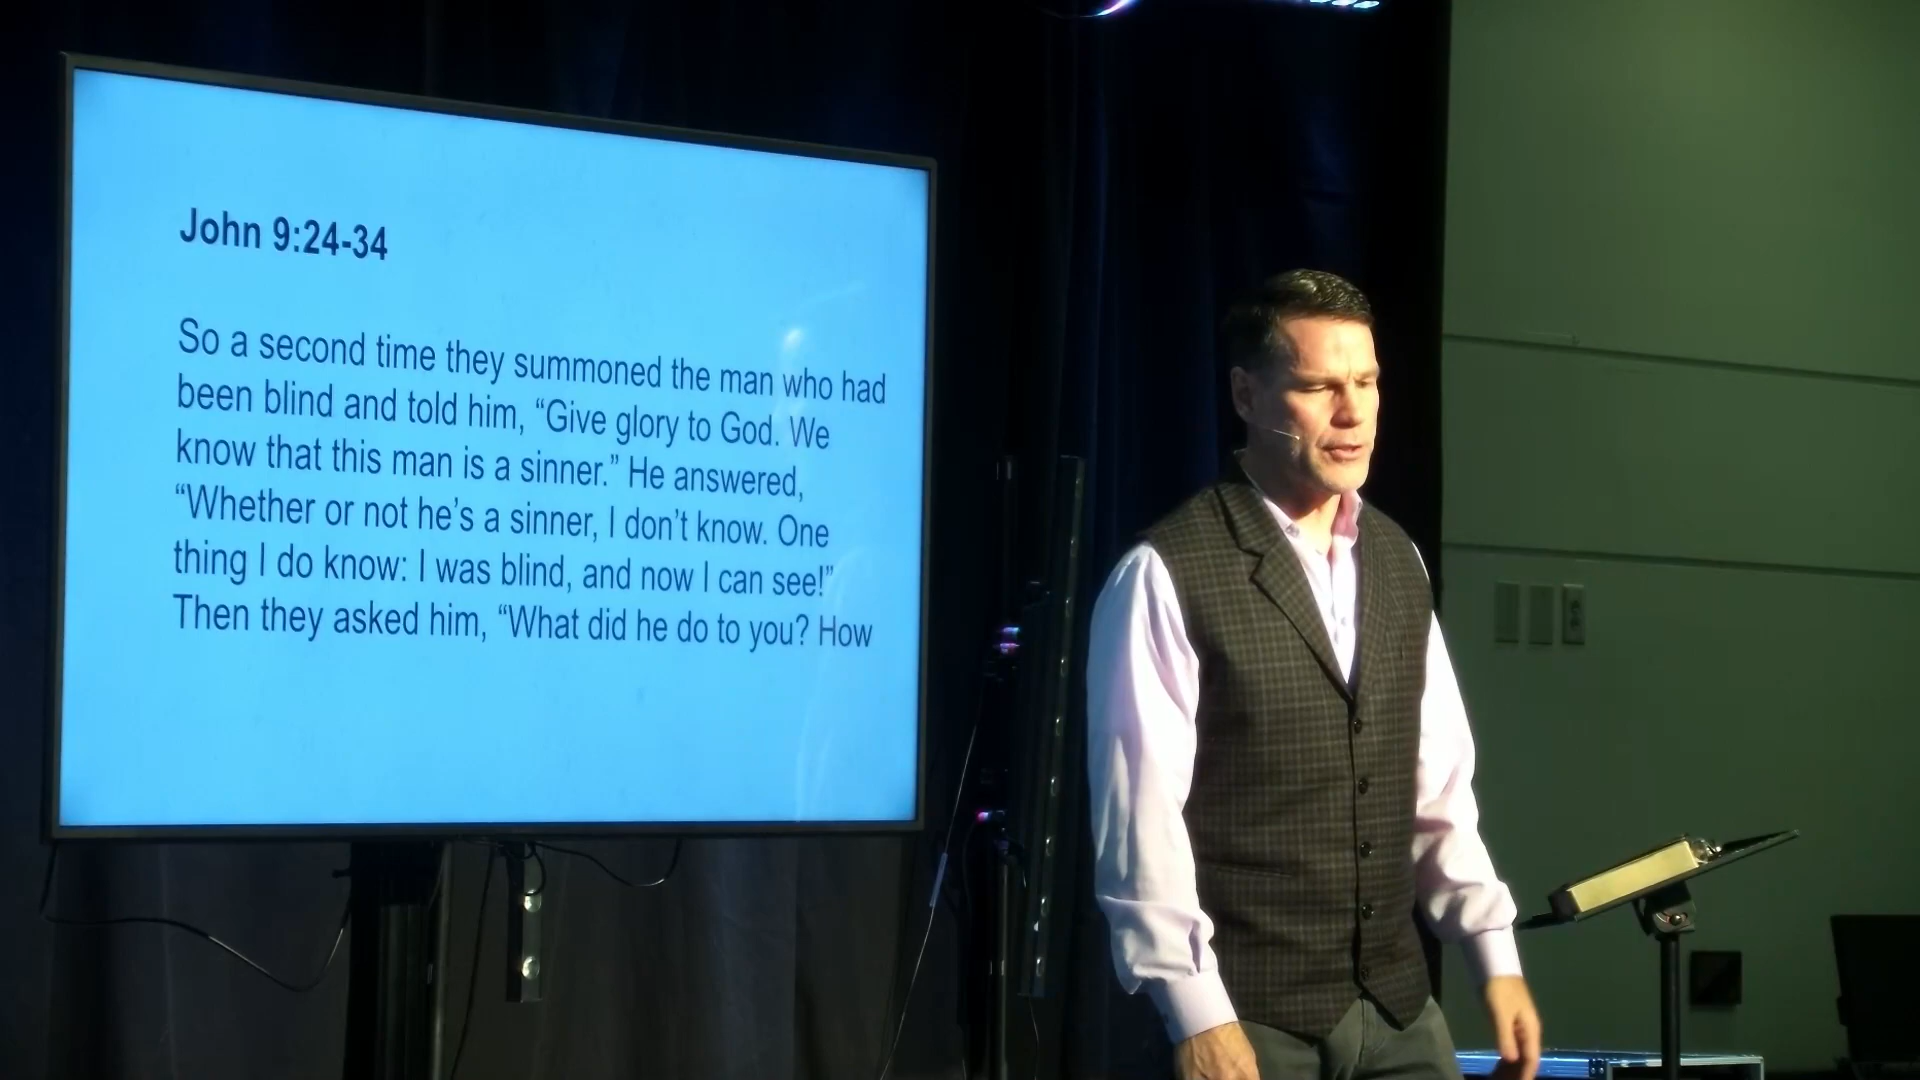 John 9:24-34
So a second time they summoned the man who had
been blind and told him, “Give glory to God. We
know that this man is a sinner.” He answered,
“Whether or not he’s a sinner, I don’t know. One
thing I do know: I was blind, and now I can see!”
Then they asked him, “What did he do to you? How